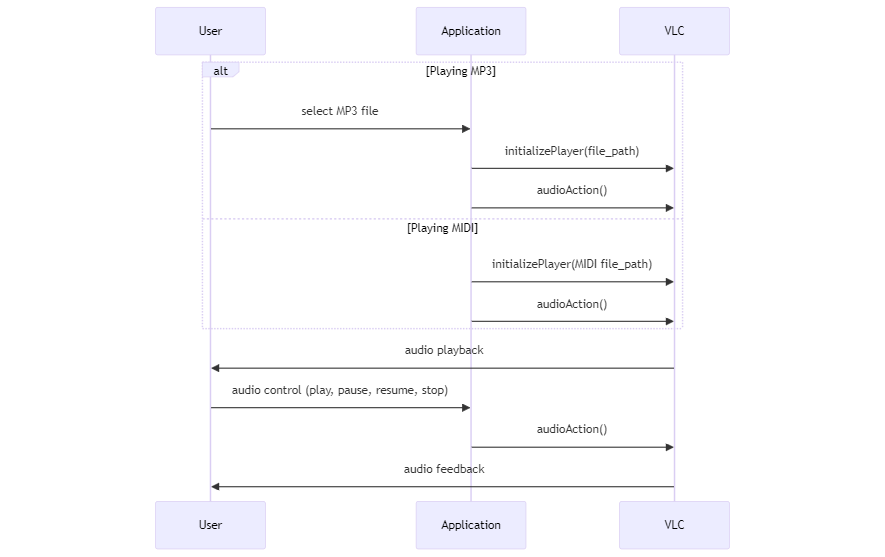 User
Application
VLC
alt
[Playing MP3]
select MP3 file
initializePlayer(file_path)
audioAction()
[Playing MIDI]
initializePlayer(MIDI file_path)
audioAction()
audio playback
audio control (play, pause, resume, stop)
audioAction()
audio feedback
User
Application
VLC